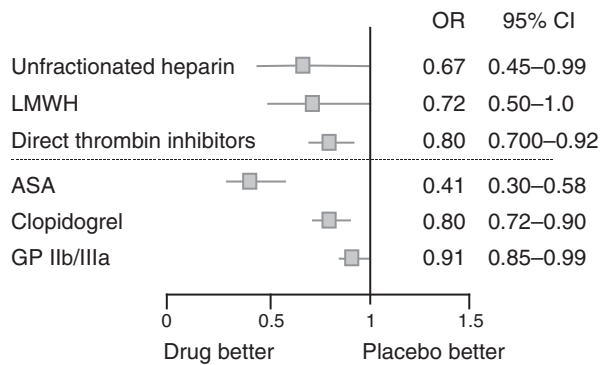 OR 95% CI
Unfractionated heparin 0.67 0.45–0.99
LMWH 0.72 0.50–1.0
Direct thrombin inhibitors 0.80 0.700–0.92
ASA 0.41 0.30–0.58
Clopidogrel 0.80 0.72–0.90
GP IIb/IIIa 0.91 0.85–0.99
0 0.5 1 1.5
Drug better Placebo better